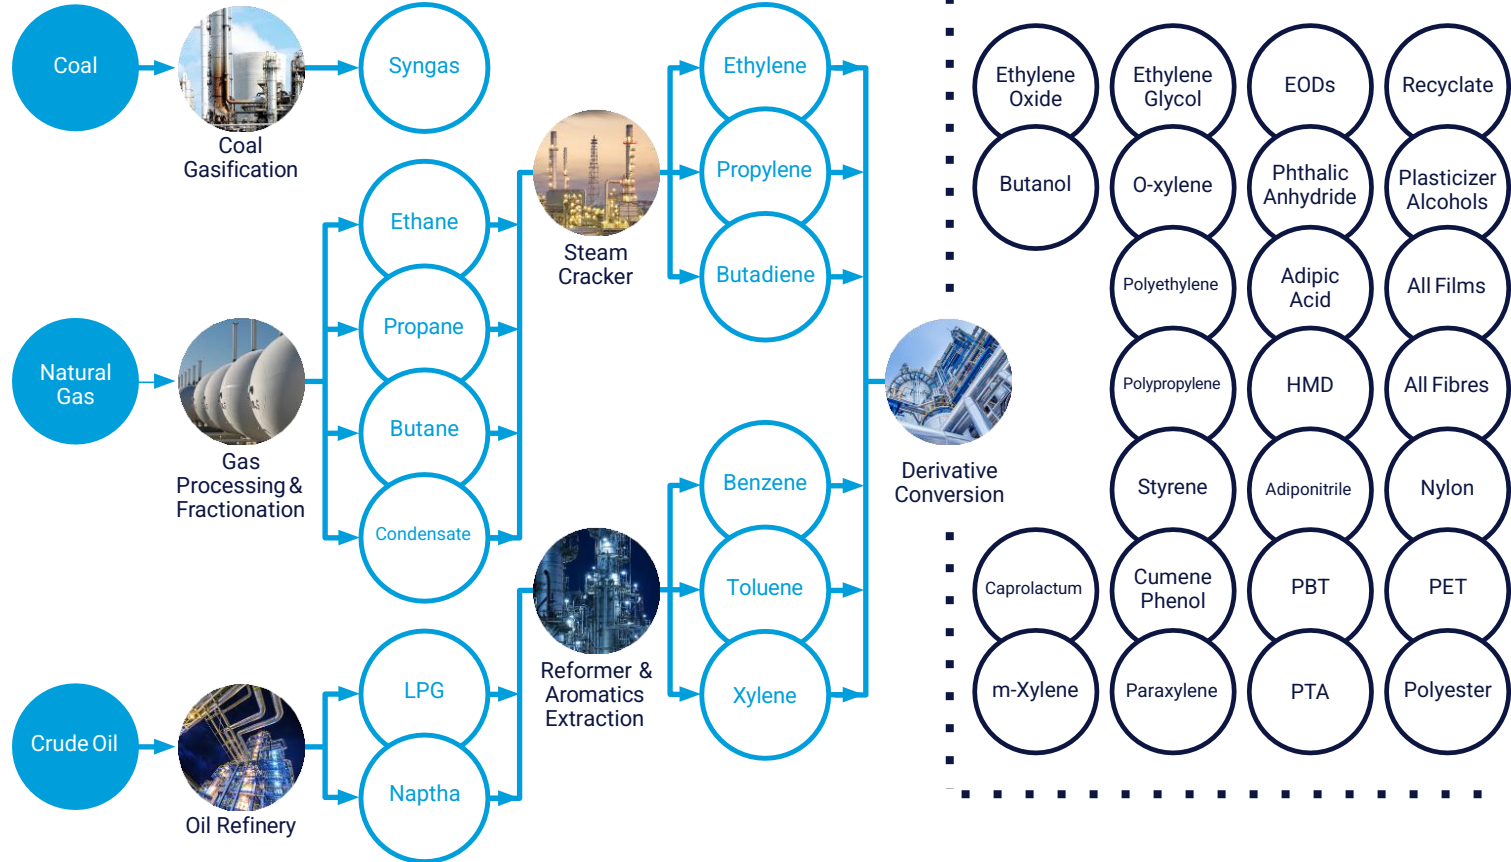 Coal
Coal
Gasification
Syngas
Natural
Gas
Gas
Processing & 
Fractionation
Ethane
Propane
Butane
Condensate
Crude Oil
Oil Refinery
LPG
Naptha
Steam
Cracker
Reformer &
Aromatics
Extraction
Ethylene
Propylene
Butadiene
Benzene
Toluene
Xylene
Derivative
Conversion
Ethylene
Oxide
Ethylene
Glycol
EODs
Recyclate
Butanol
O-xylene
Phthalic
Anhydride
Plasticizer
Alcohols
Polyethylene
Adipic
Acid
All Films
Polypropylene
HMD
All Fibres
Styrene
Adiponitrile
Nylon
Caprolactum
Cumene
Phenol
PBT
PET
m-Xylene
Paraxylene
PTA
Polyester